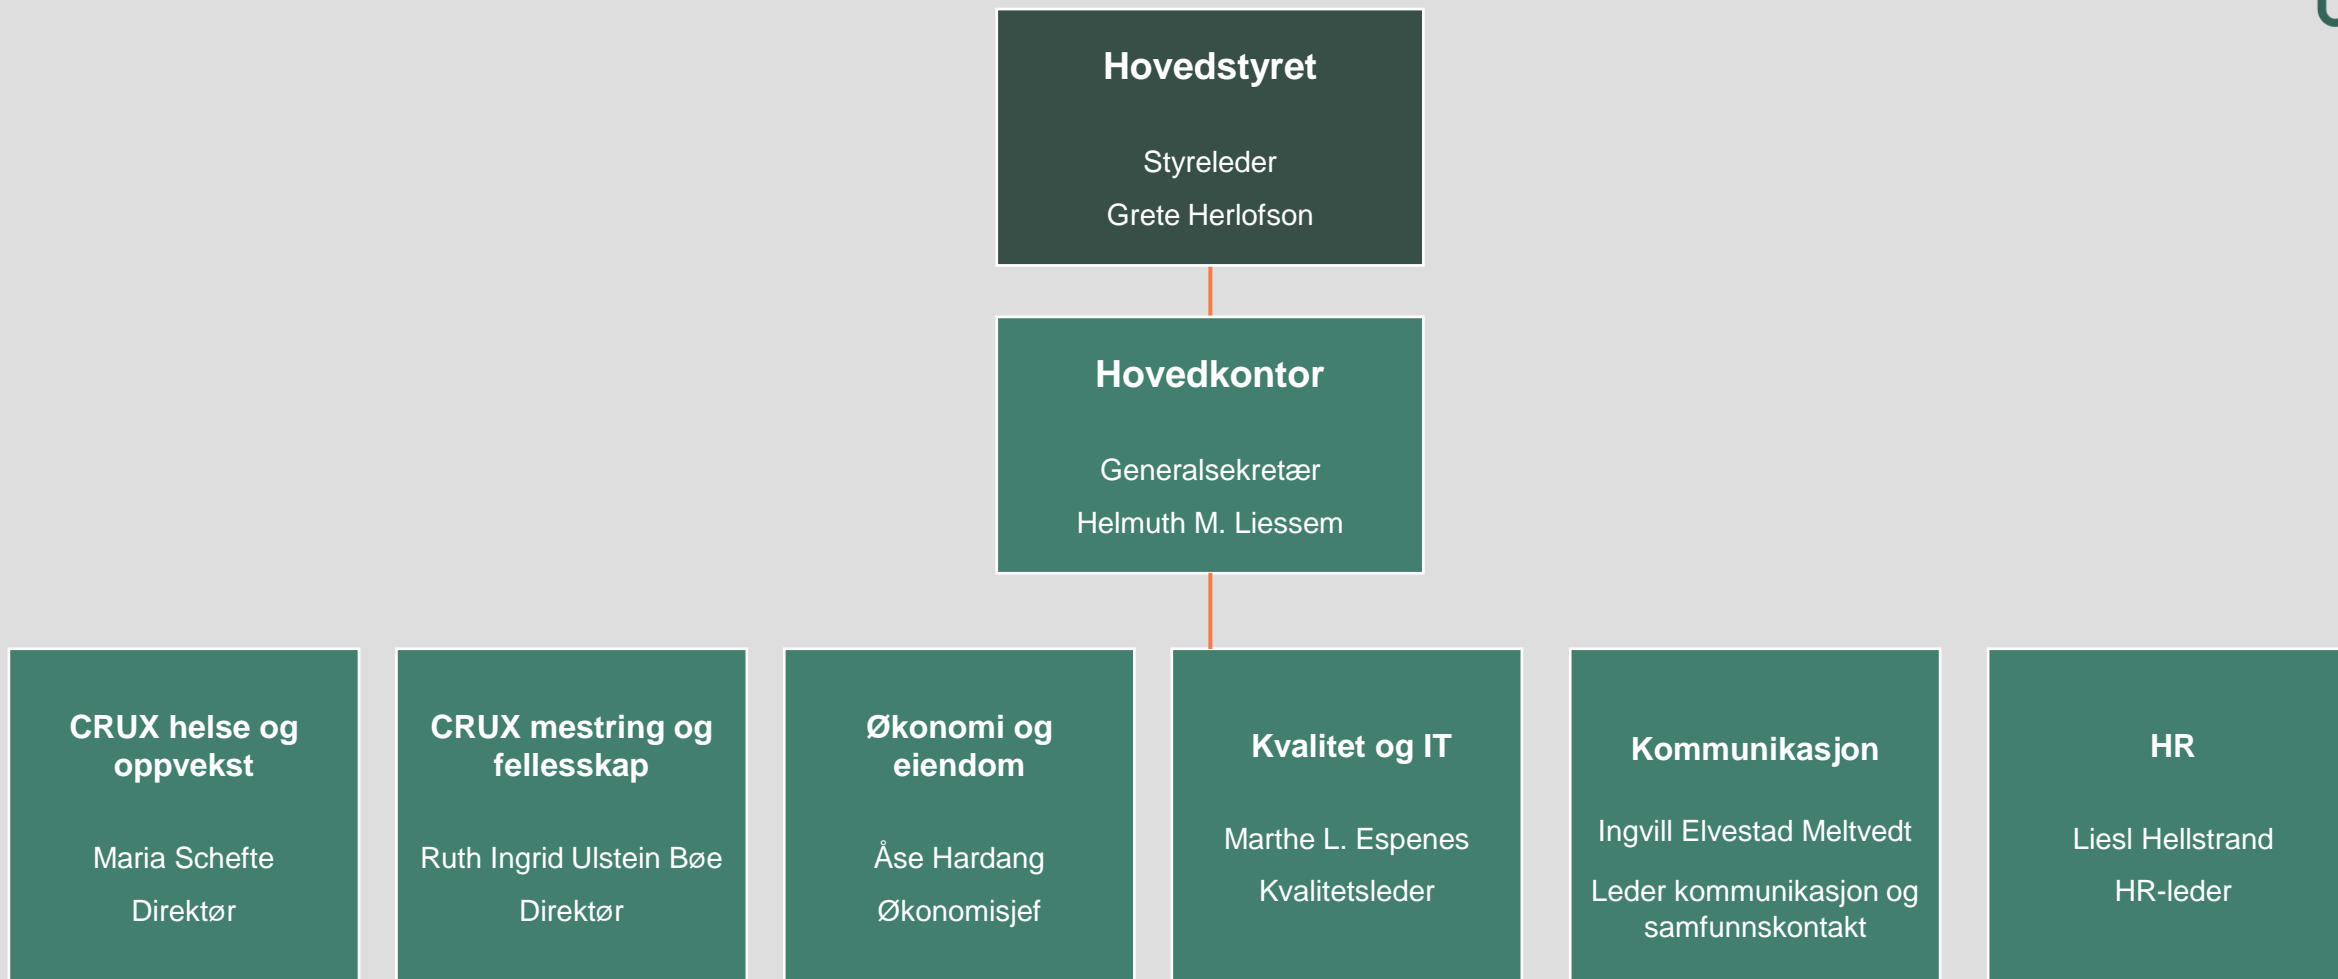 Hovedstyret
Styreleder
Grete Herlofson
Hovedkontor
Generalsekretær
Helmuth M. Liessem
CRUX helse og
oppvekst
Maria Schefte
Direktør
CRUX mestring og
fellesskap
Ruth Ingrid Ulstein Bøe
Direktør
Økonomi og
eiendom
Åse Hardang
Økonomisjef
Kvalitet og IT
Marthe L. Espenes
Kvalitetsleder
Kommunikasjon
Ingvill Elvestad Meltvedt
Leder kommunikasjon og
samfunnskontakt
HR
Liesl Hellstrand
HR-leder